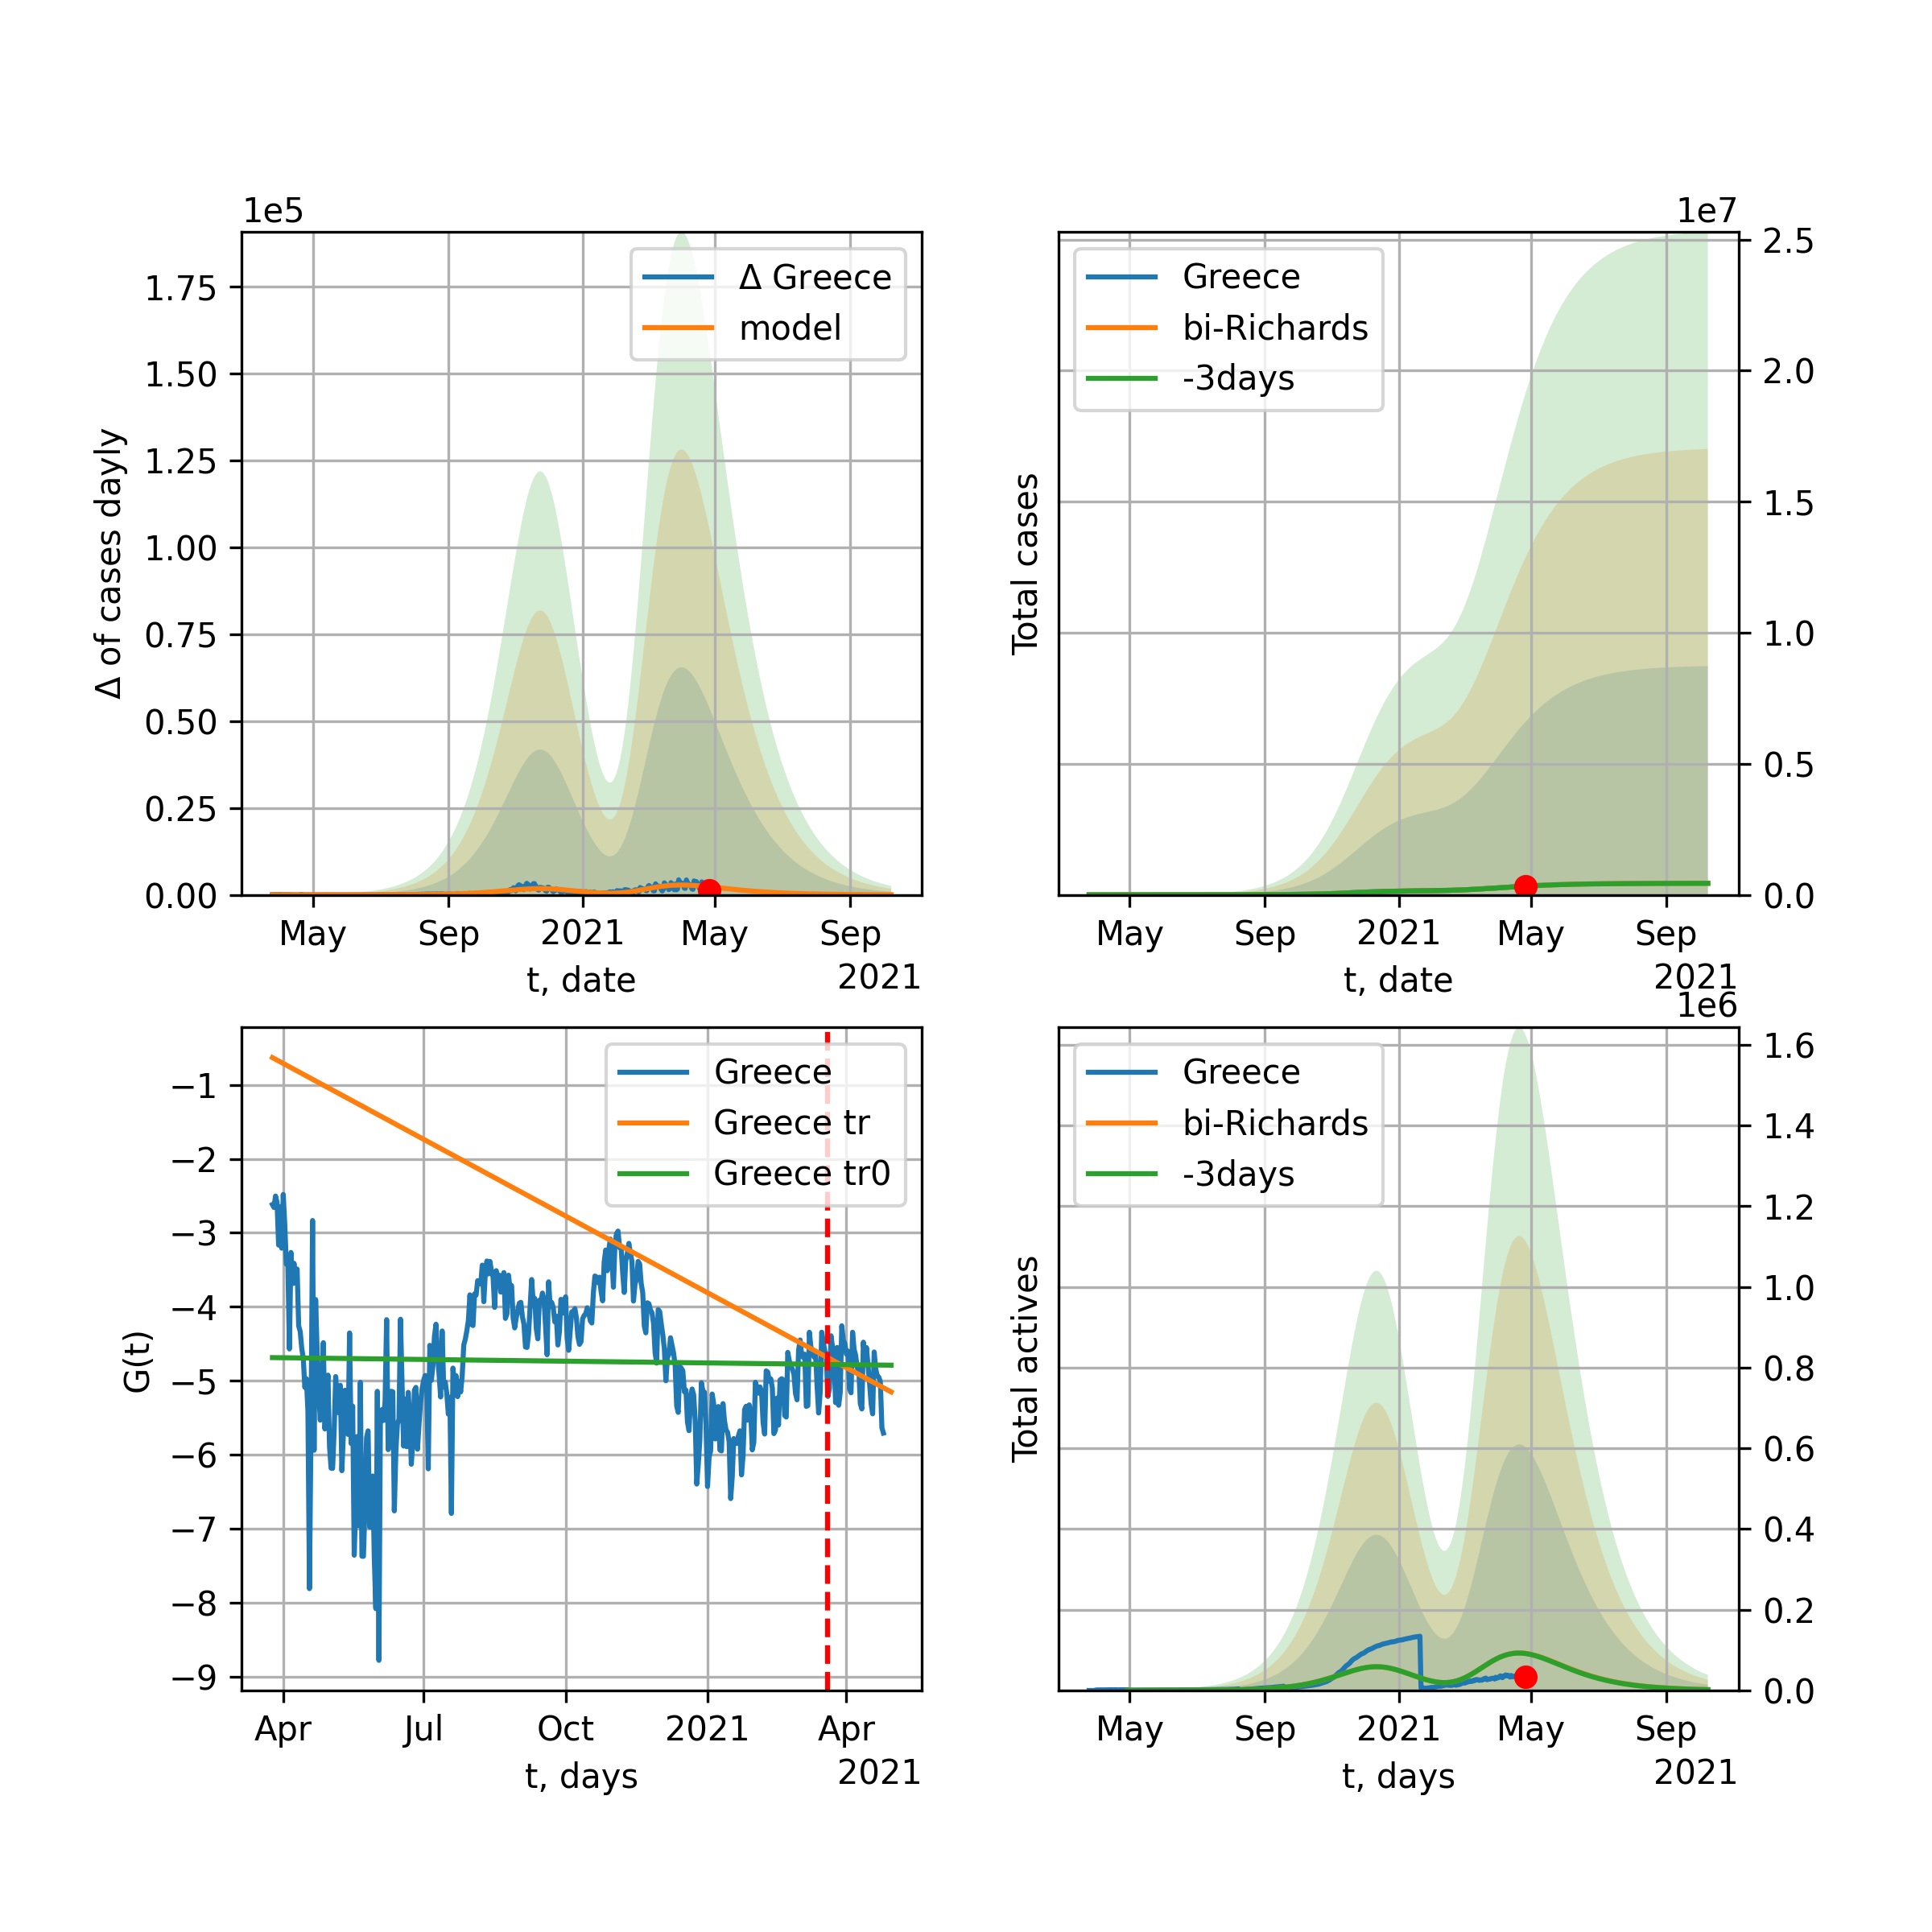 1e5
Δ of cases dayly
1.75
1.50
1.25
1.00
0.75
0.50
0.25
0.00
Δ Greece
model
May
Sep
2021
May
Sep
t, date
2021
1e7
Total cases
Greece
bi-Richards
-3days
2.5
2.0
1.5
1.0
0.5
0.0
May
Sep
2021
May
Sep
t, date
2021
G(t)
−1
−2
−3
−4
−5
−6
−7
−8
−9
Greece
Greece tr
Greece tr0
Apr
Jul
Oct
2021
Apr
t, days
2021
1e6
Total actives
Greece
bi-Richards
-3days
1.6
1.4
1.2
1.0
0.8
0.6
0.4
0.2
0.0
May
Sep
2021
May
Sep
t, days
2021